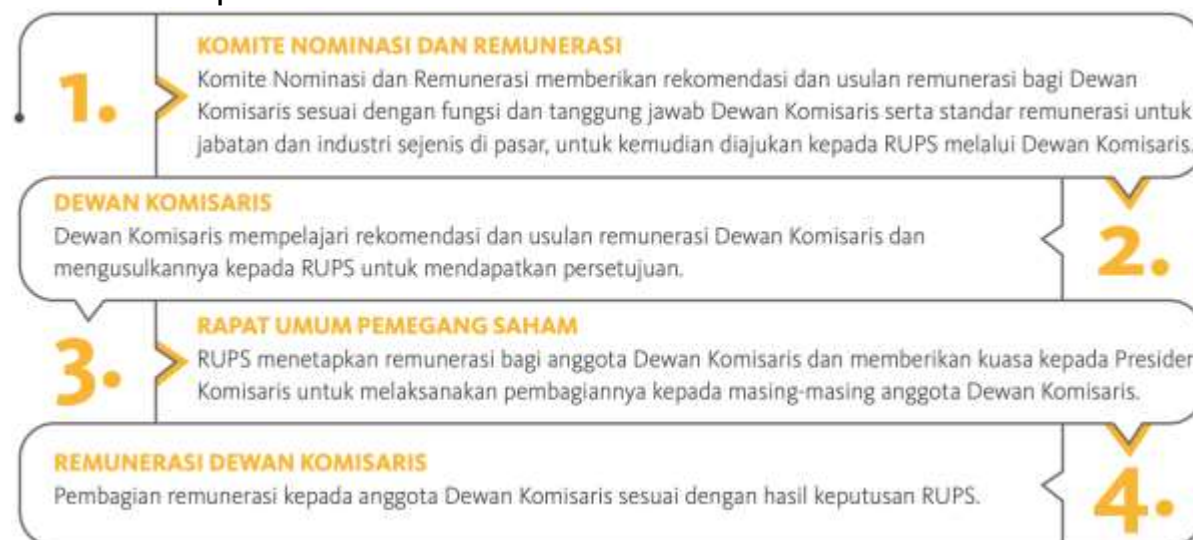 1.
KOMITE NOMINASI DAN REMUNERASI
Komite Nominasi dan Remunerasi memberikan rekomendasi dan usulan remunerasi bagi Dewan
Komisaris sesuai dengan fungsi dan tanggung jawab Dewan Komisaris serta standar remunerasi untuk
jabatan dan industri sejenis di pasar, untuk kemudian diajukan kepada RUPS melalui Dewan Komisaris.
2.
DEWAN KOMISARIS
Dewan Komisaris mempelajari rekomendasi dan usulan remunerasi Dewan Komisaris dan
mengusulkannya kepada RUPS untuk mendapatkan persetujuan.
3.
RAPAT UMUM PEMEGANG SAHAM
RUPS menetapkan remunerasi bagi anggota Dewan Komisaris dan memberikan kuasa kepada Presiden
Komisaris untuk melaksanakan pembagiannya kepada masing-masing anggota Dewan Komisaris.
4.
REMUNERASI DEWAN KOMISARIS
Pembagian remunerasi kepada anggota Dewan Komisaris sesuai dengan hasil keputusan RUPS.